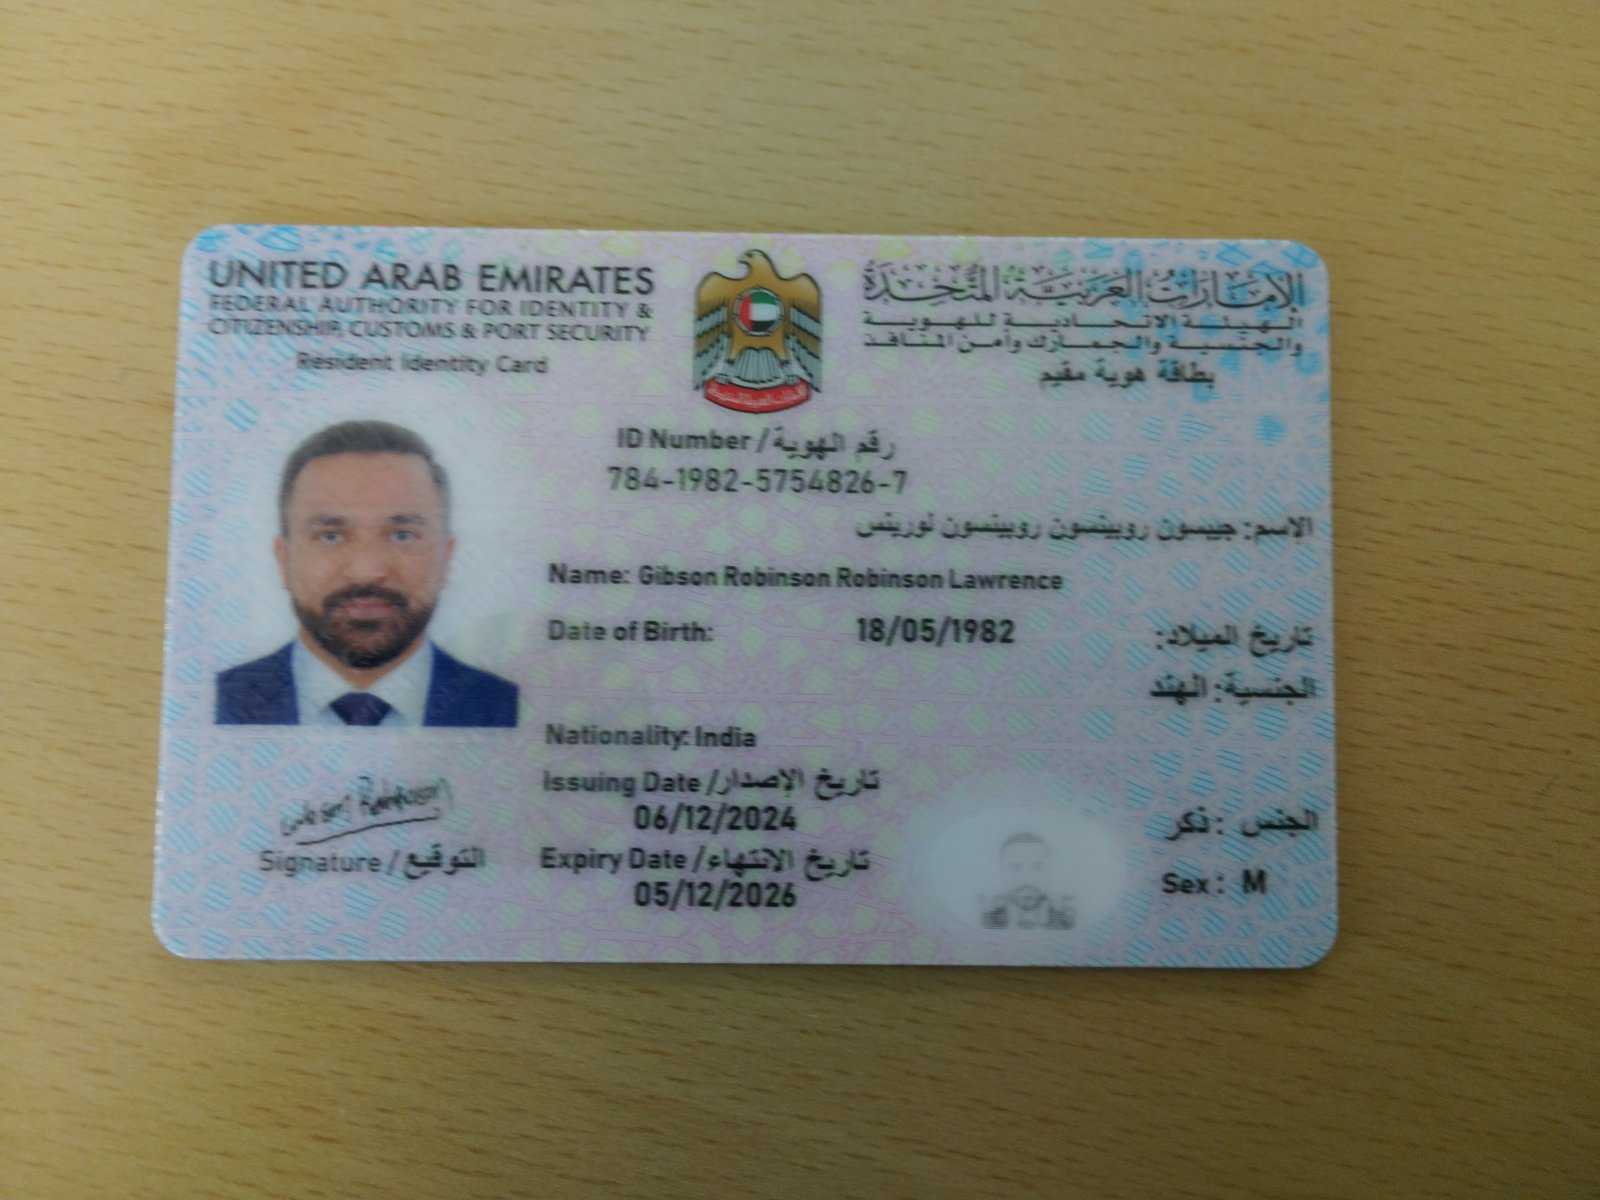 UNITED ARAB EMIRATES
FEDERAL AUTHORITY FOR IDENTITY &
CITIZENSHIP, CUSTOMS & PORT SECURITY
Resident Identity Card
الإمارات العربية المتحدة
الهيئة الاتحادية للهوية
والجنسية والجمارك وأمن المنافذ
بطاقة هوية مقيم
ID Number / رقم الهوية
784-1982-5754826-7
الاسم: جيبسون روبينسون روبينسون لورينس
Name: Gibson Robinson Robinson Lawrence
Date of Birth: 18/05/1982 تاريخ الميلاد:
الجنسية: الهند
Nationality: India
Issuing Date / تاريخ الإصدار
06/12/2024
Expiry Date / تاريخ الانتهاء
05/12/2026
الجنس: ذكر
Sex: M
Gibson Robinson
Signature / التوقيع